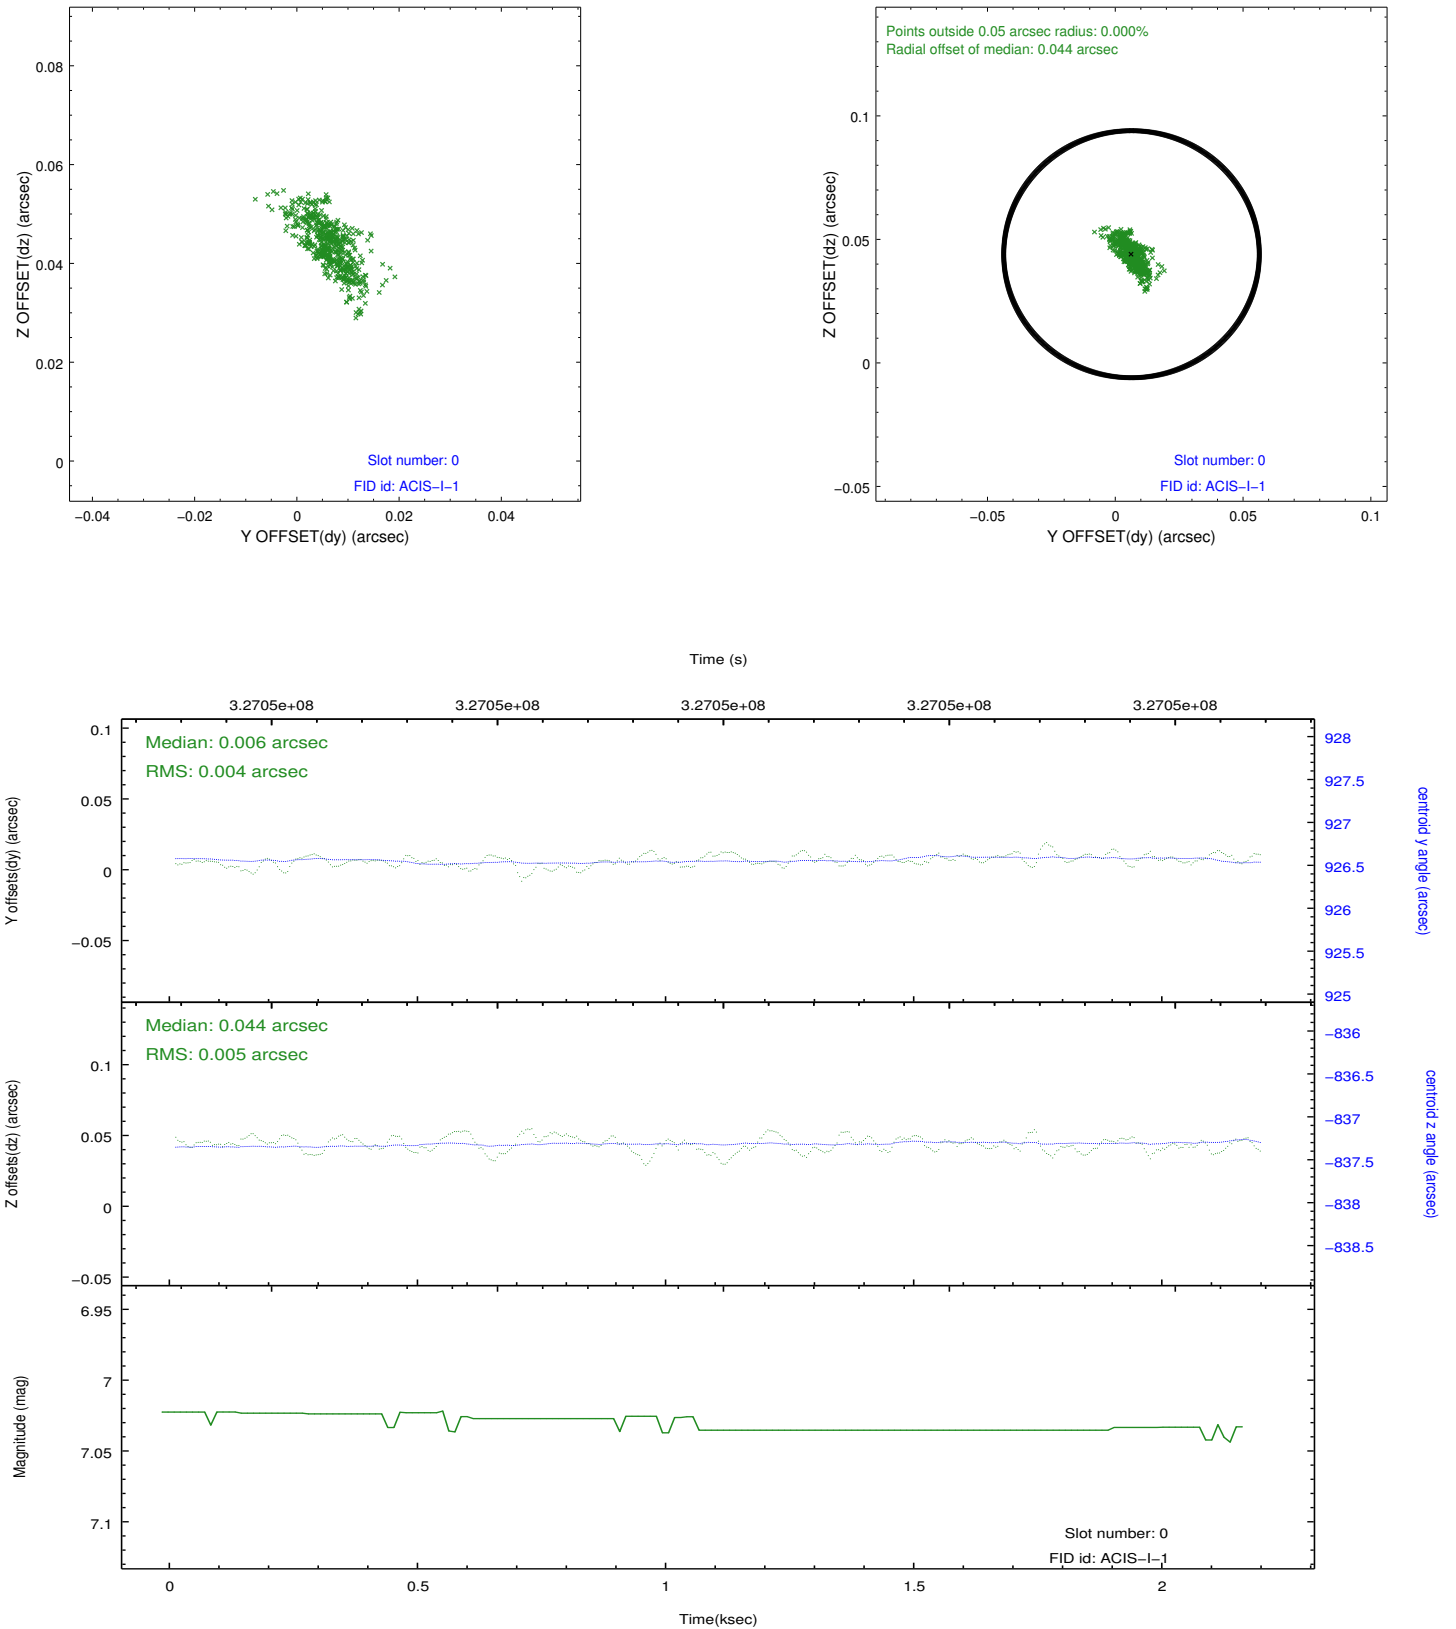 0.08
0.06
0.04
0.02
0
Z OFFSET(dz) (arcsec)
Slot number: 0
FID id: ACIS−I−1
−0.04
−0.02
0
0.02
0.04
Y OFFSET(dy) (arcsec)
Points outside 0.05 arcsec radius: 0.000%
Radial offset of median: 0.044 arcsec
0.1
0.05
0
−0.05
Z OFFSET(dz) (arcsec)
Slot number: 0
FID id: ACIS−I−1
−0.05
0
0.05
0.1
Y OFFSET(dy) (arcsec)
Time (s)
3.2705e+08
3.2705e+08
3.2705e+08
3.2705e+08
3.2705e+08
Median: 0.006 arcsec
RMS: 0.004 arcsec
0.1
0.05
0
−0.05
Y offsets(dy) (arcsec)
928
927.5
927
926.5
926
925.5
925
centroid y angle (arcsec)
Median: 0.044 arcsec
RMS: 0.005 arcsec
0.1
0.05
0
−0.05
Z offsets(dz) (arcsec)
−836
−836.5
−837
−837.5
−838
−838.5
centroid z angle (arcsec)
6.95
7
7.05
7.1
Magnitude (mag)
Slot number: 0
FID id: ACIS−I−1
0
0.5
1
1.5
2
Time(ksec)